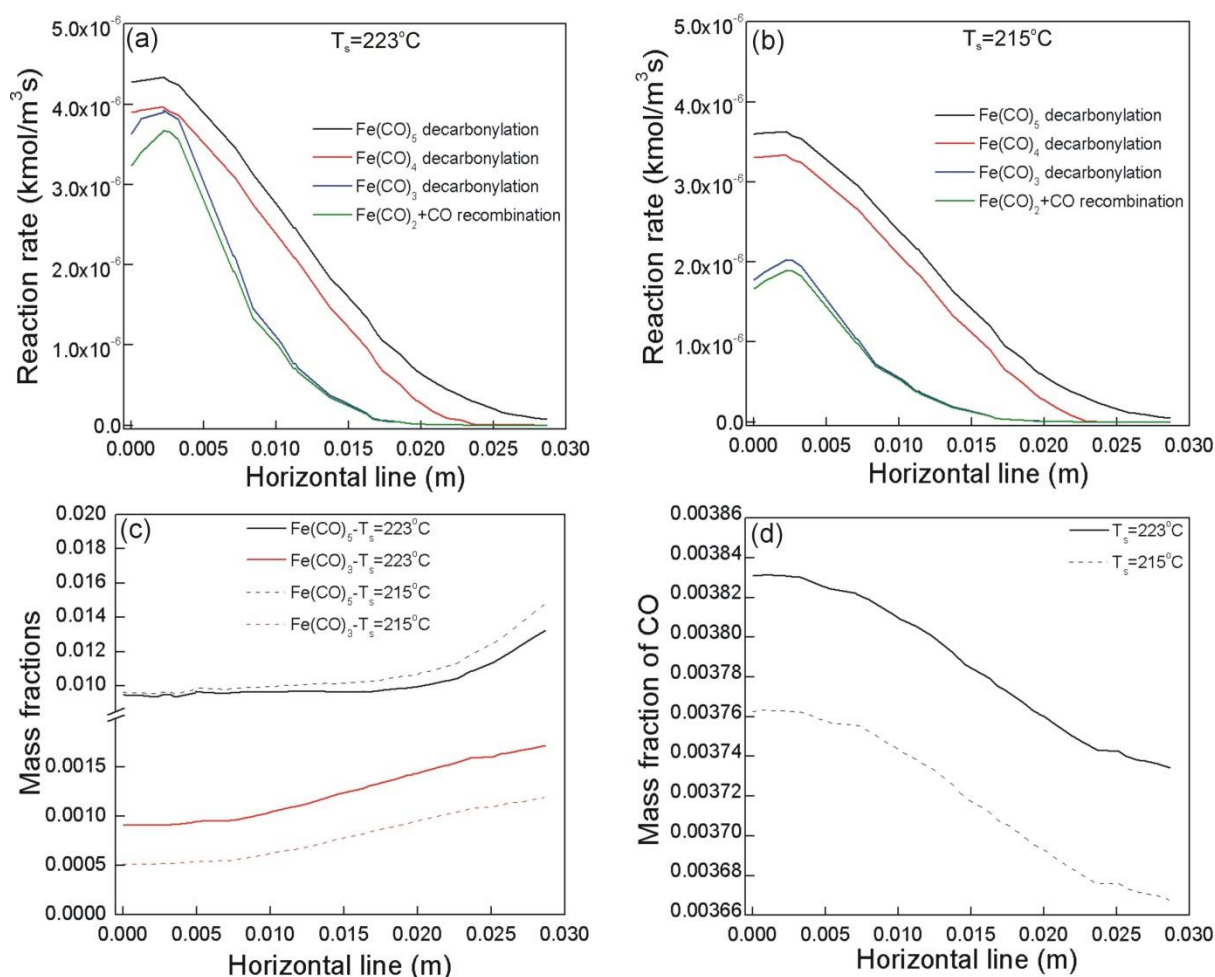 (a)
Tₛ=223°C
5.0x10⁻⁶
4.0x10⁻⁶
3.0x10⁻⁶
2.0x10⁻⁶
1.0x10⁻⁶
0.0
Reaction rate (kmol/m³s)
Fe(CO)₅ decarbonylation
Fe(CO)₄ decarbonylation
Fe(CO)₃ decarbonylation
Fe(CO)₂+CO recombination
0.000 0.005 0.010 0.015 0.020 0.025 0.030
Horizontal line (m)
(b)
Tₛ=215°C
5.0x10⁻⁶
4.0x10⁻⁶
3.0x10⁻⁶
2.0x10⁻⁶
1.0x10⁻⁶
0.0
Reaction rate (kmol/m³s)
Fe(CO)₅ decarbonylation
Fe(CO)₄ decarbonylation
Fe(CO)₃ decarbonylation
Fe(CO)₂+CO recombination
0.000 0.005 0.010 0.015 0.020 0.025 0.030
Horizontal line (m)
(c)
0.020
0.018
0.016
0.014
0.012
0.010
0.0015
0.0010
0.0005
0.0000
Mass fractions
Fe(CO)₅-Tₛ=223°C
Fe(CO)₃-Tₛ=223°C
Fe(CO)₅-Tₛ=215°C
Fe(CO)₃-Tₛ=215°C
0.000 0.005 0.010 0.015 0.020 0.025 0.030
Horizontal line (m)
(d)
0.00386
0.00384
0.00382
0.00380
0.00378
0.00376
0.00374
0.00372
0.00370
0.00368
0.00366
Mass fraction of CO
Tₛ=223°C
Tₛ=215°C
0.000 0.005 0.010 0.015 0.020 0.025 0.030
Horizontal line (m)